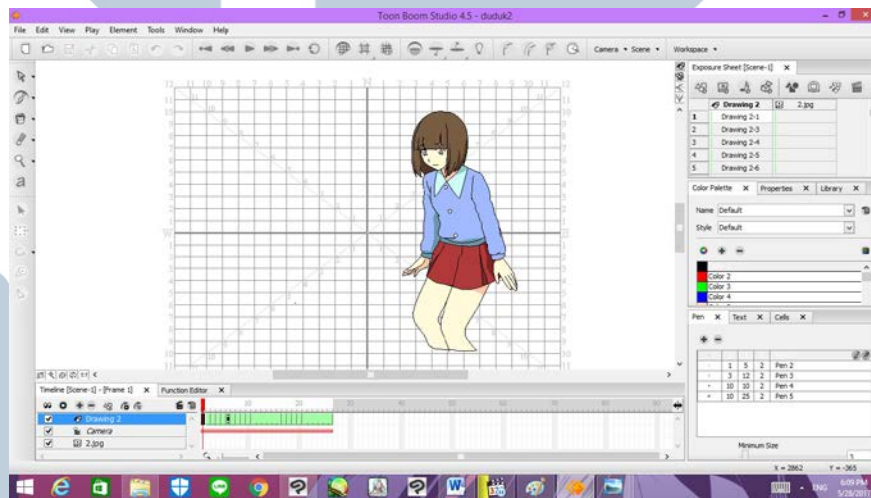 Toon Boom Studio 4.5 - duduk2
File Edit View Play Element Tools Window Help
Camera Scene Workspace
Exposure Sheet [Scene-1]
Drawing 2 2.jpg
1 Drawing 2-1
2 Drawing 2-3
3 Drawing 2-4
4 Drawing 2-5
5 Drawing 2-6
Color Palette Properties Library
Name Default
Style Default
Color 2
Color 3
Color 4
Pen Text Cells
1 5 2 Pen 2
3 12 2 Pen 3
10 10 2 Pen 4
10 25 2 Pen 5
Minimum Size
Timeline [Scene-1] - [Frame 1] Function Editor
Drawing 2
Camera
2.jpg
X = 2862 Y = -365
ING 6:09 PM